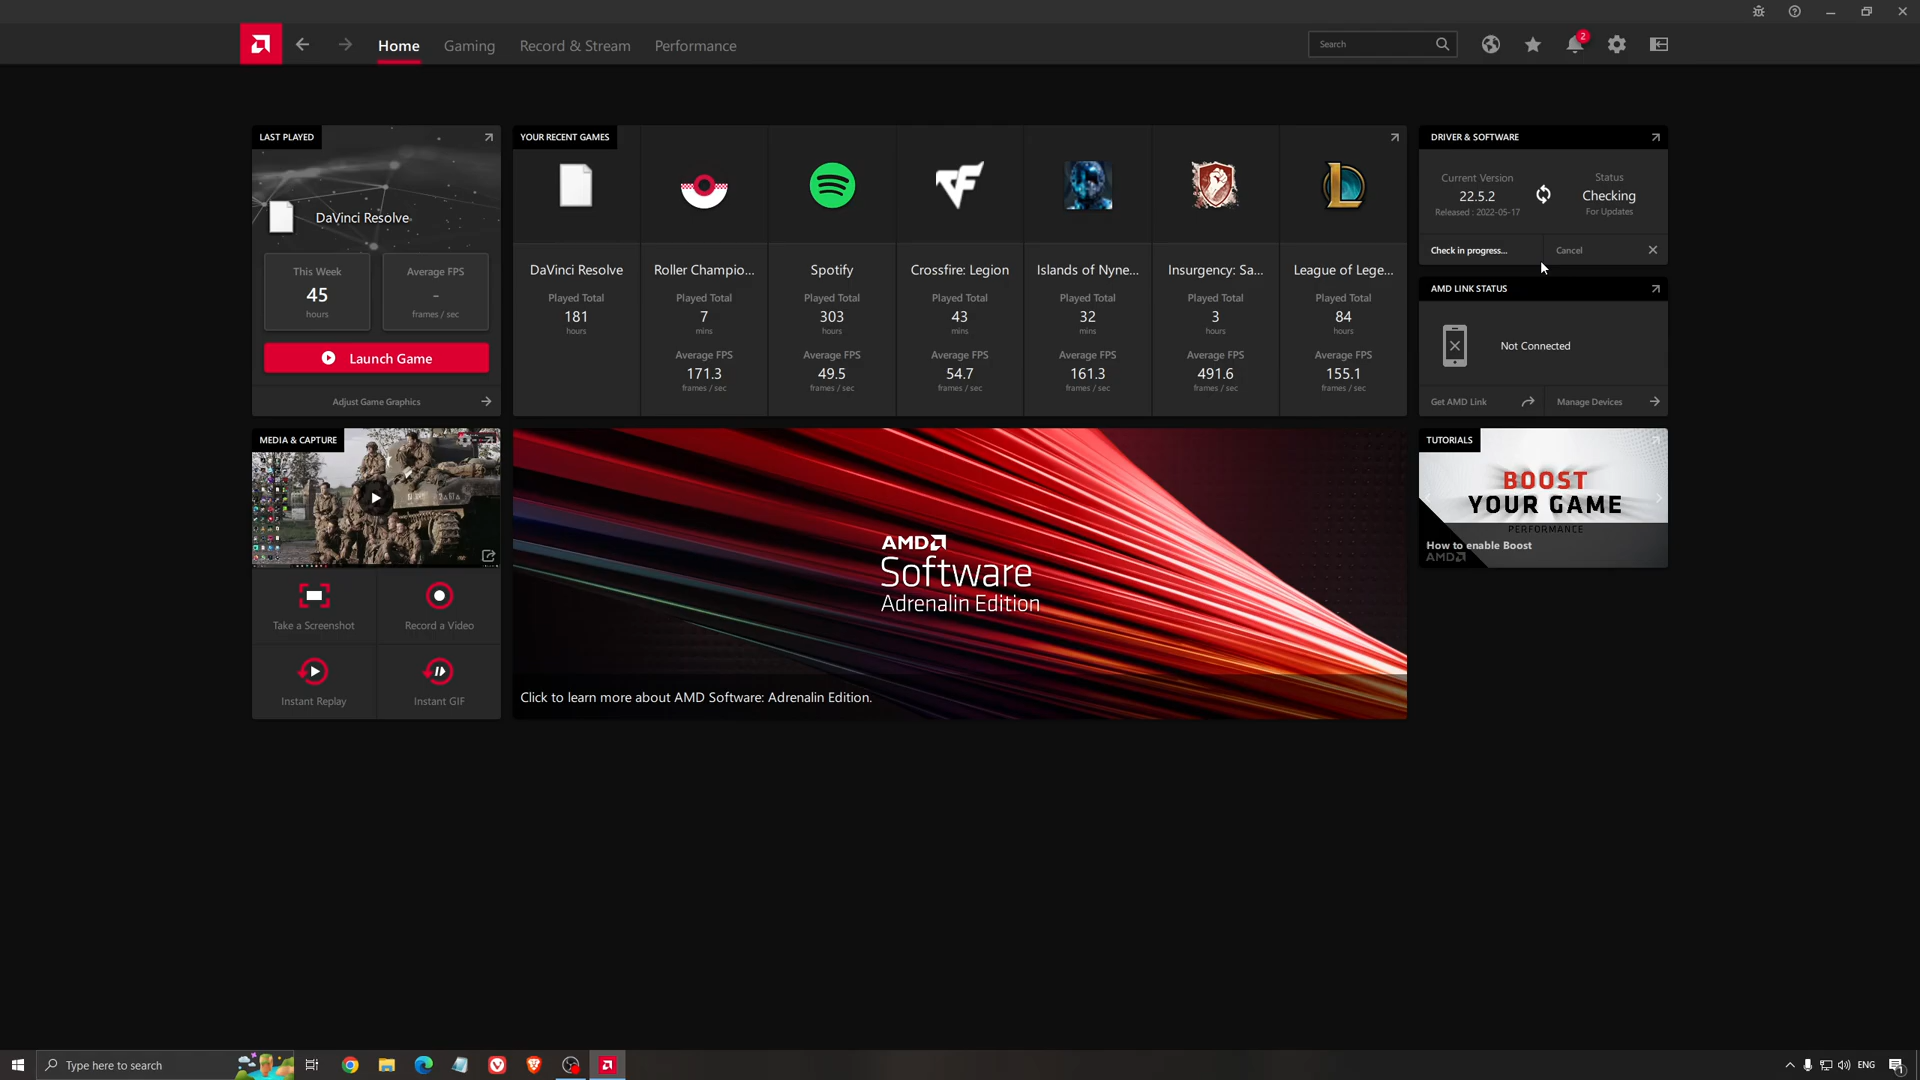 Home
Gaming
Record & Stream
Performance
Search
2
LAST PLAYED
DaVinci Resolve
This Week
45
hours
Average FPS
–
frames / sec
Launch Game
Adjust Game Graphics
YOUR RECENT GAMES
DaVinci Resolve
Played Total
181
hours
Roller Champio...
Played Total
7
mins
Average FPS
171.3
frames / sec
Spotify
Played Total
303
hours
Average FPS
49.5
frames / sec
Crossfire: Legion
Played Total
43
mins
Average FPS
54.7
frames / sec
Islands of Nyne...
Played Total
32
mins
Average FPS
161.3
frames / sec
Insurgency: Sa...
Played Total
3
hours
Average FPS
491.6
frames / sec
League of Lege...
Played Total
84
hours
Average FPS
155.1
frames / sec
DRIVER & SOFTWARE
Current Version
22.5.2
Released : 2022-05-17
Status
Checking
For Updates
Check in progress...
Cancel
AMD LINK STATUS
Not Connected
Get AMD Link
Manage Devices
MEDIA & CAPTURE
Take a Screenshot
Record a Video
Instant Replay
Instant GIF
AMD
Software
Adrenalin Edition
Click to learn more about AMD Software: Adrenalin Edition.
TUTORIALS
BOOST
YOUR GAME
PERFORMANCE
How to enable Boost
AMD
Type here to search
ENG
1